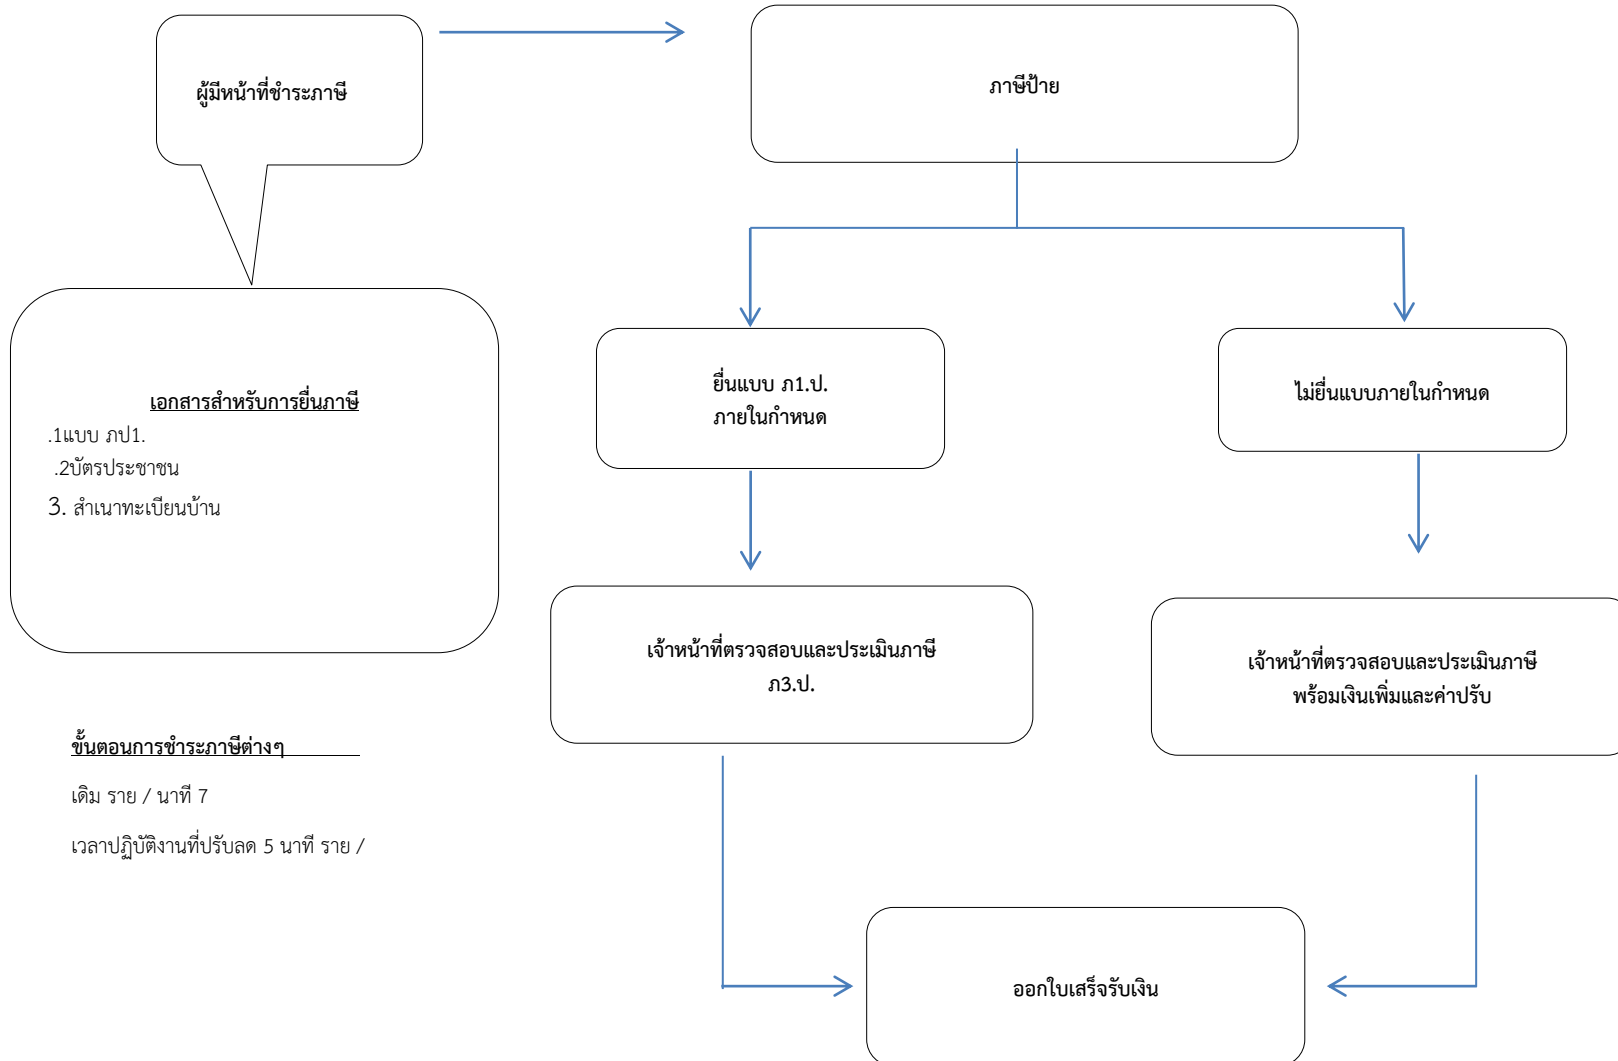 ผู้มีหน้าที่ชำระภาษี
ภาษีป้าย
เอกสารสำหรับการยื่นภาษี
.1แบบ ภป1.
.2บัตรประชาชน
3. สำเนาทะเบียนบ้าน
ยื่นแบบ ภ1.ป.
ภายในกำหนด
ไม่ยื่นแบบภายในกำหนด
เจ้าหน้าที่ตรวจสอบและประเมินภาษี
ภ3.ป.
เจ้าหน้าที่ตรวจสอบและประเมินภาษี
พร้อมเงินเพิ่มและค่าปรับ
ขั้นตอนการชำระภาษีต่างๆ
เดิม ราย / นาที 7
เวลาปฏิบัติงานที่ปรับลด 5 นาที ราย /
ออกใบเสร็จรับเงิน